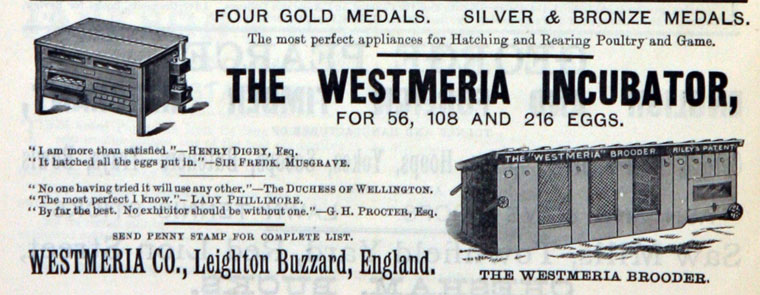 FOUR GOLD MEDALS. SILVER & BRONZE MEDALS.
The most perfect appliances for Hatching and Rearing Poultry and Game.
THE WESTMERIA INCUBATOR,
FOR 56, 108 AND 216 EGGS.
"I am more than satisfied."—HENRY DIGBY, Esq.
"It hatched all the eggs put in."—SIR FREDK. MUSGRAVE.
"No one having tried it will use any other."—THE DUCHESS OF WELLINGTON.
"The most perfect I know."– LADY PHILLIMORE.
"By far the best. No exhibitor should be without one."—G. H. PROCTER, Esq.
SEND PENNY STAMP FOR COMPLETE LIST.
WESTMERIA CO., Leighton Buzzard, England.
THE "WESTMERIA" BROODER. RILEY'S PATENT
THE WESTMERIA BROODER.